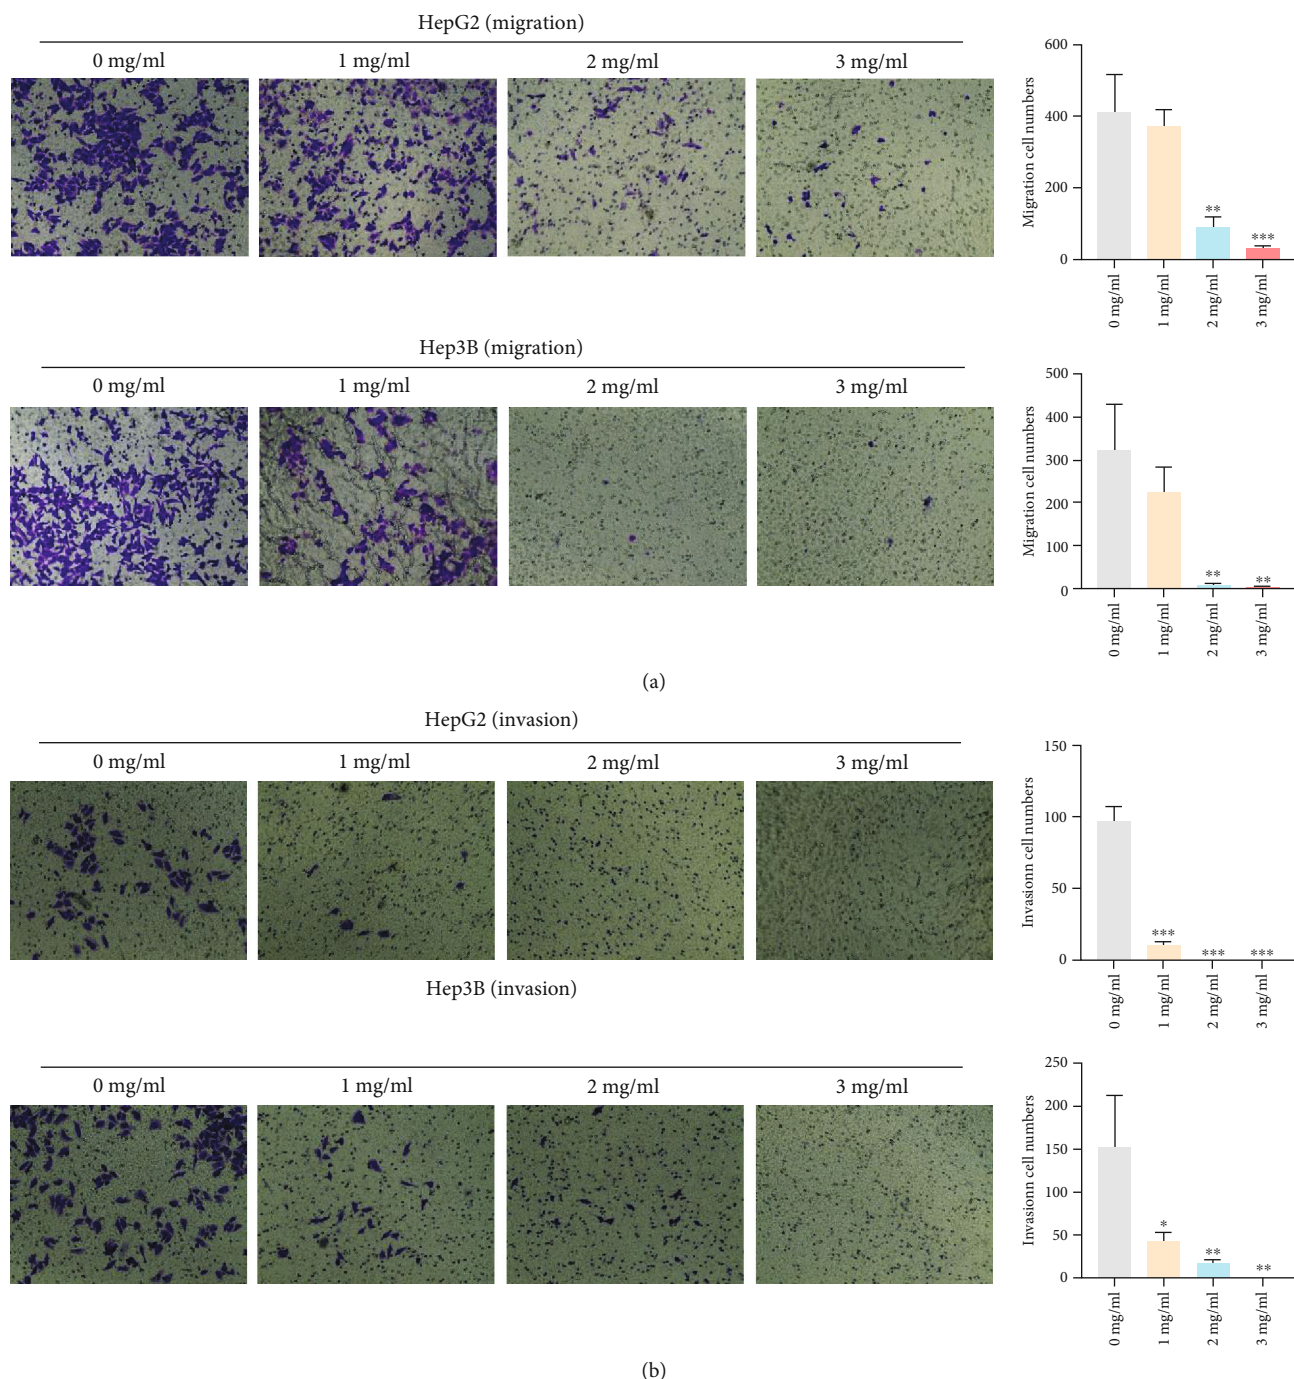 HepG2 (migration)
0 mg/ml 1 mg/ml 2 mg/ml 3 mg/ml
Migration cell numbers
600
400
200
0
** ***
0 mg/ml 1 mg/ml 2 mg/ml 3 mg/ml
Hep3B (migration)
0 mg/ml 1 mg/ml 2 mg/ml 3 mg/ml
Migration cell numbers
500
400
300
200
100
0
** **
0 mg/ml 1 mg/ml 2 mg/ml 3 mg/ml
(a)
HepG2 (invasion)
0 mg/ml 1 mg/ml 2 mg/ml 3 mg/ml
Invasionn cell numbers
150
100
50
0
*** *** ***
0 mg/ml 1 mg/ml 2 mg/ml 3 mg/ml
Hep3B (invasion)
0 mg/ml 1 mg/ml 2 mg/ml 3 mg/ml
Invasionn cell numbers
250
200
150
100
50
0
* ** **
0 mg/ml 1 mg/ml 2 mg/ml 3 mg/ml
(b)